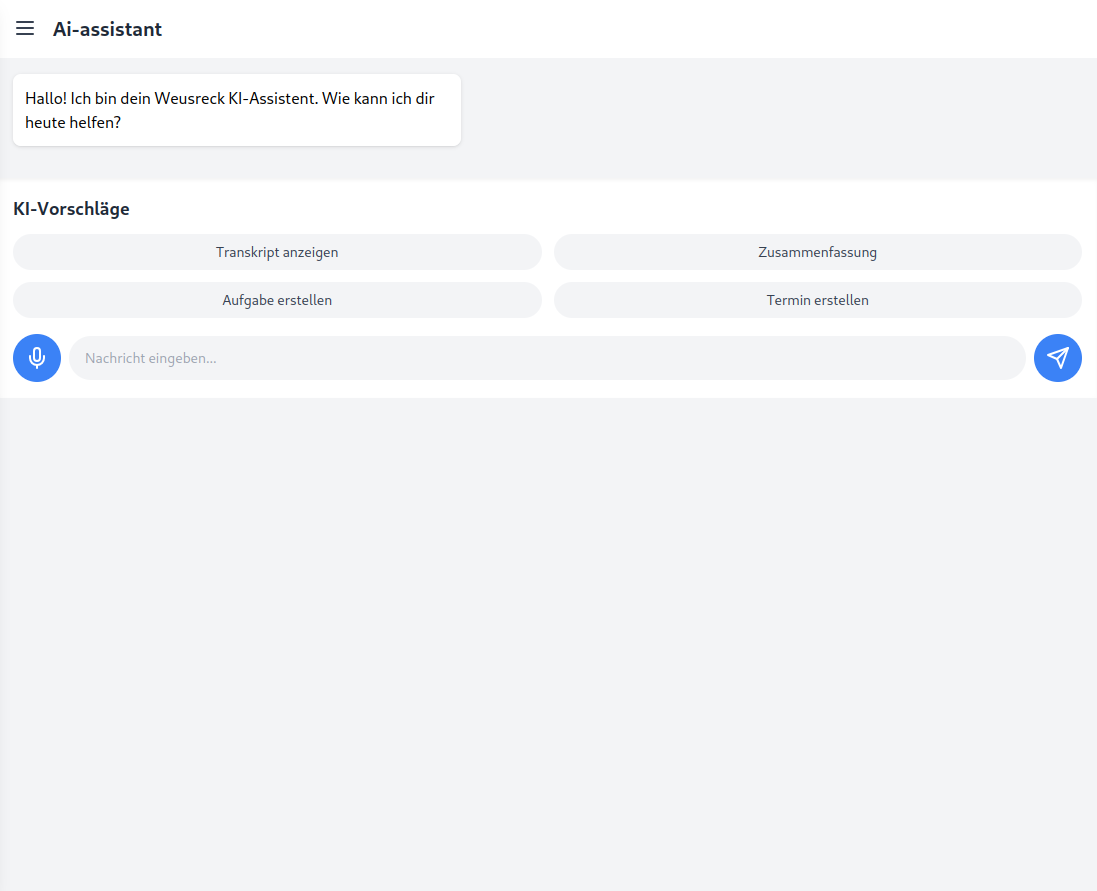 Ai-assistant
Hallo! Ich bin dein Weusreck KI-Assistent. Wie kann ich dir
heute helfen?
KI-Vorschläge
Transkript anzeigen
Zusammenfassung
Aufgabe erstellen
Termin erstellen
Nachricht eingeben...